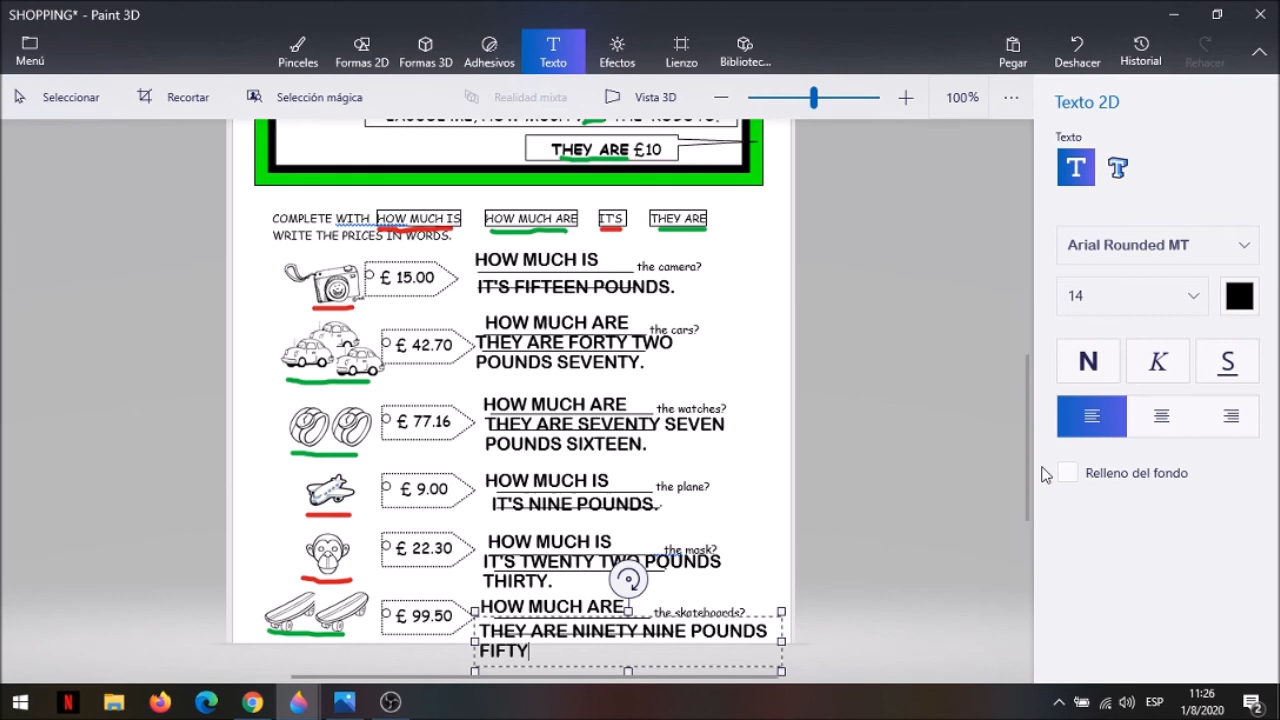 SHOPPING* - Paint 3D
Menú
Pinceles
Formas 2D
Formas 3D
Adhesivos
Texto
Efectos
Lienzo
Bibliotec...
Pegar
Deshacer
Historial
Rehacer
Seleccionar
Recortar
Selección mágica
Realidad mixta
Vista 3D
100%
Texto 2D
Texto
Arial Rounded MT
14
N K S
Relleno del fondo
THEY ARE £10
COMPLETE WITH HOW MUCH IS HOW MUCH ARE IT'S THEY ARE
WRITE THE PRICES IN WORDS.
£ 15.00
HOW MUCH IS the camera?
IT'S FIFTEEN POUNDS.
£ 42.70
HOW MUCH ARE the cars?
THEY ARE FORTY TWO
POUNDS SEVENTY.
£ 77.16
HOW MUCH ARE the watches?
THEY ARE SEVENTY SEVEN
POUNDS SIXTEEN.
£ 9.00
HOW MUCH IS the plane?
IT'S NINE POUNDS.
£ 22.30
HOW MUCH IS the mask?
IT'S TWENTY TWO POUNDS
THIRTY.
£ 99.50
HOW MUCH ARE the skateboards?
THEY ARE NINETY NINE POUNDS
FIFTY
ESP
11:26
1/8/2020
2